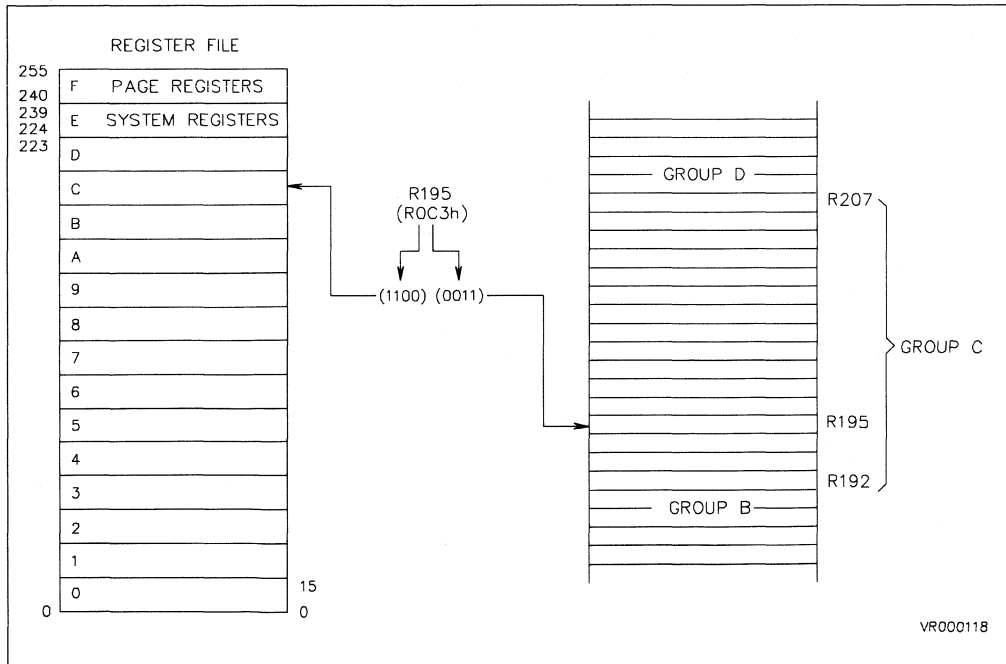 REGISTER FILE
255
240
239
224
223
F PAGE REGISTERS
E SYSTEM REGISTERS
D
C
B
A
9
8
7
6
5
4
3
2
1
0
0
15
0
R195
(R0C3h)
(1100) (0011)
GROUP D
R207
GROUP C
R195
R192
GROUP B
VR000118